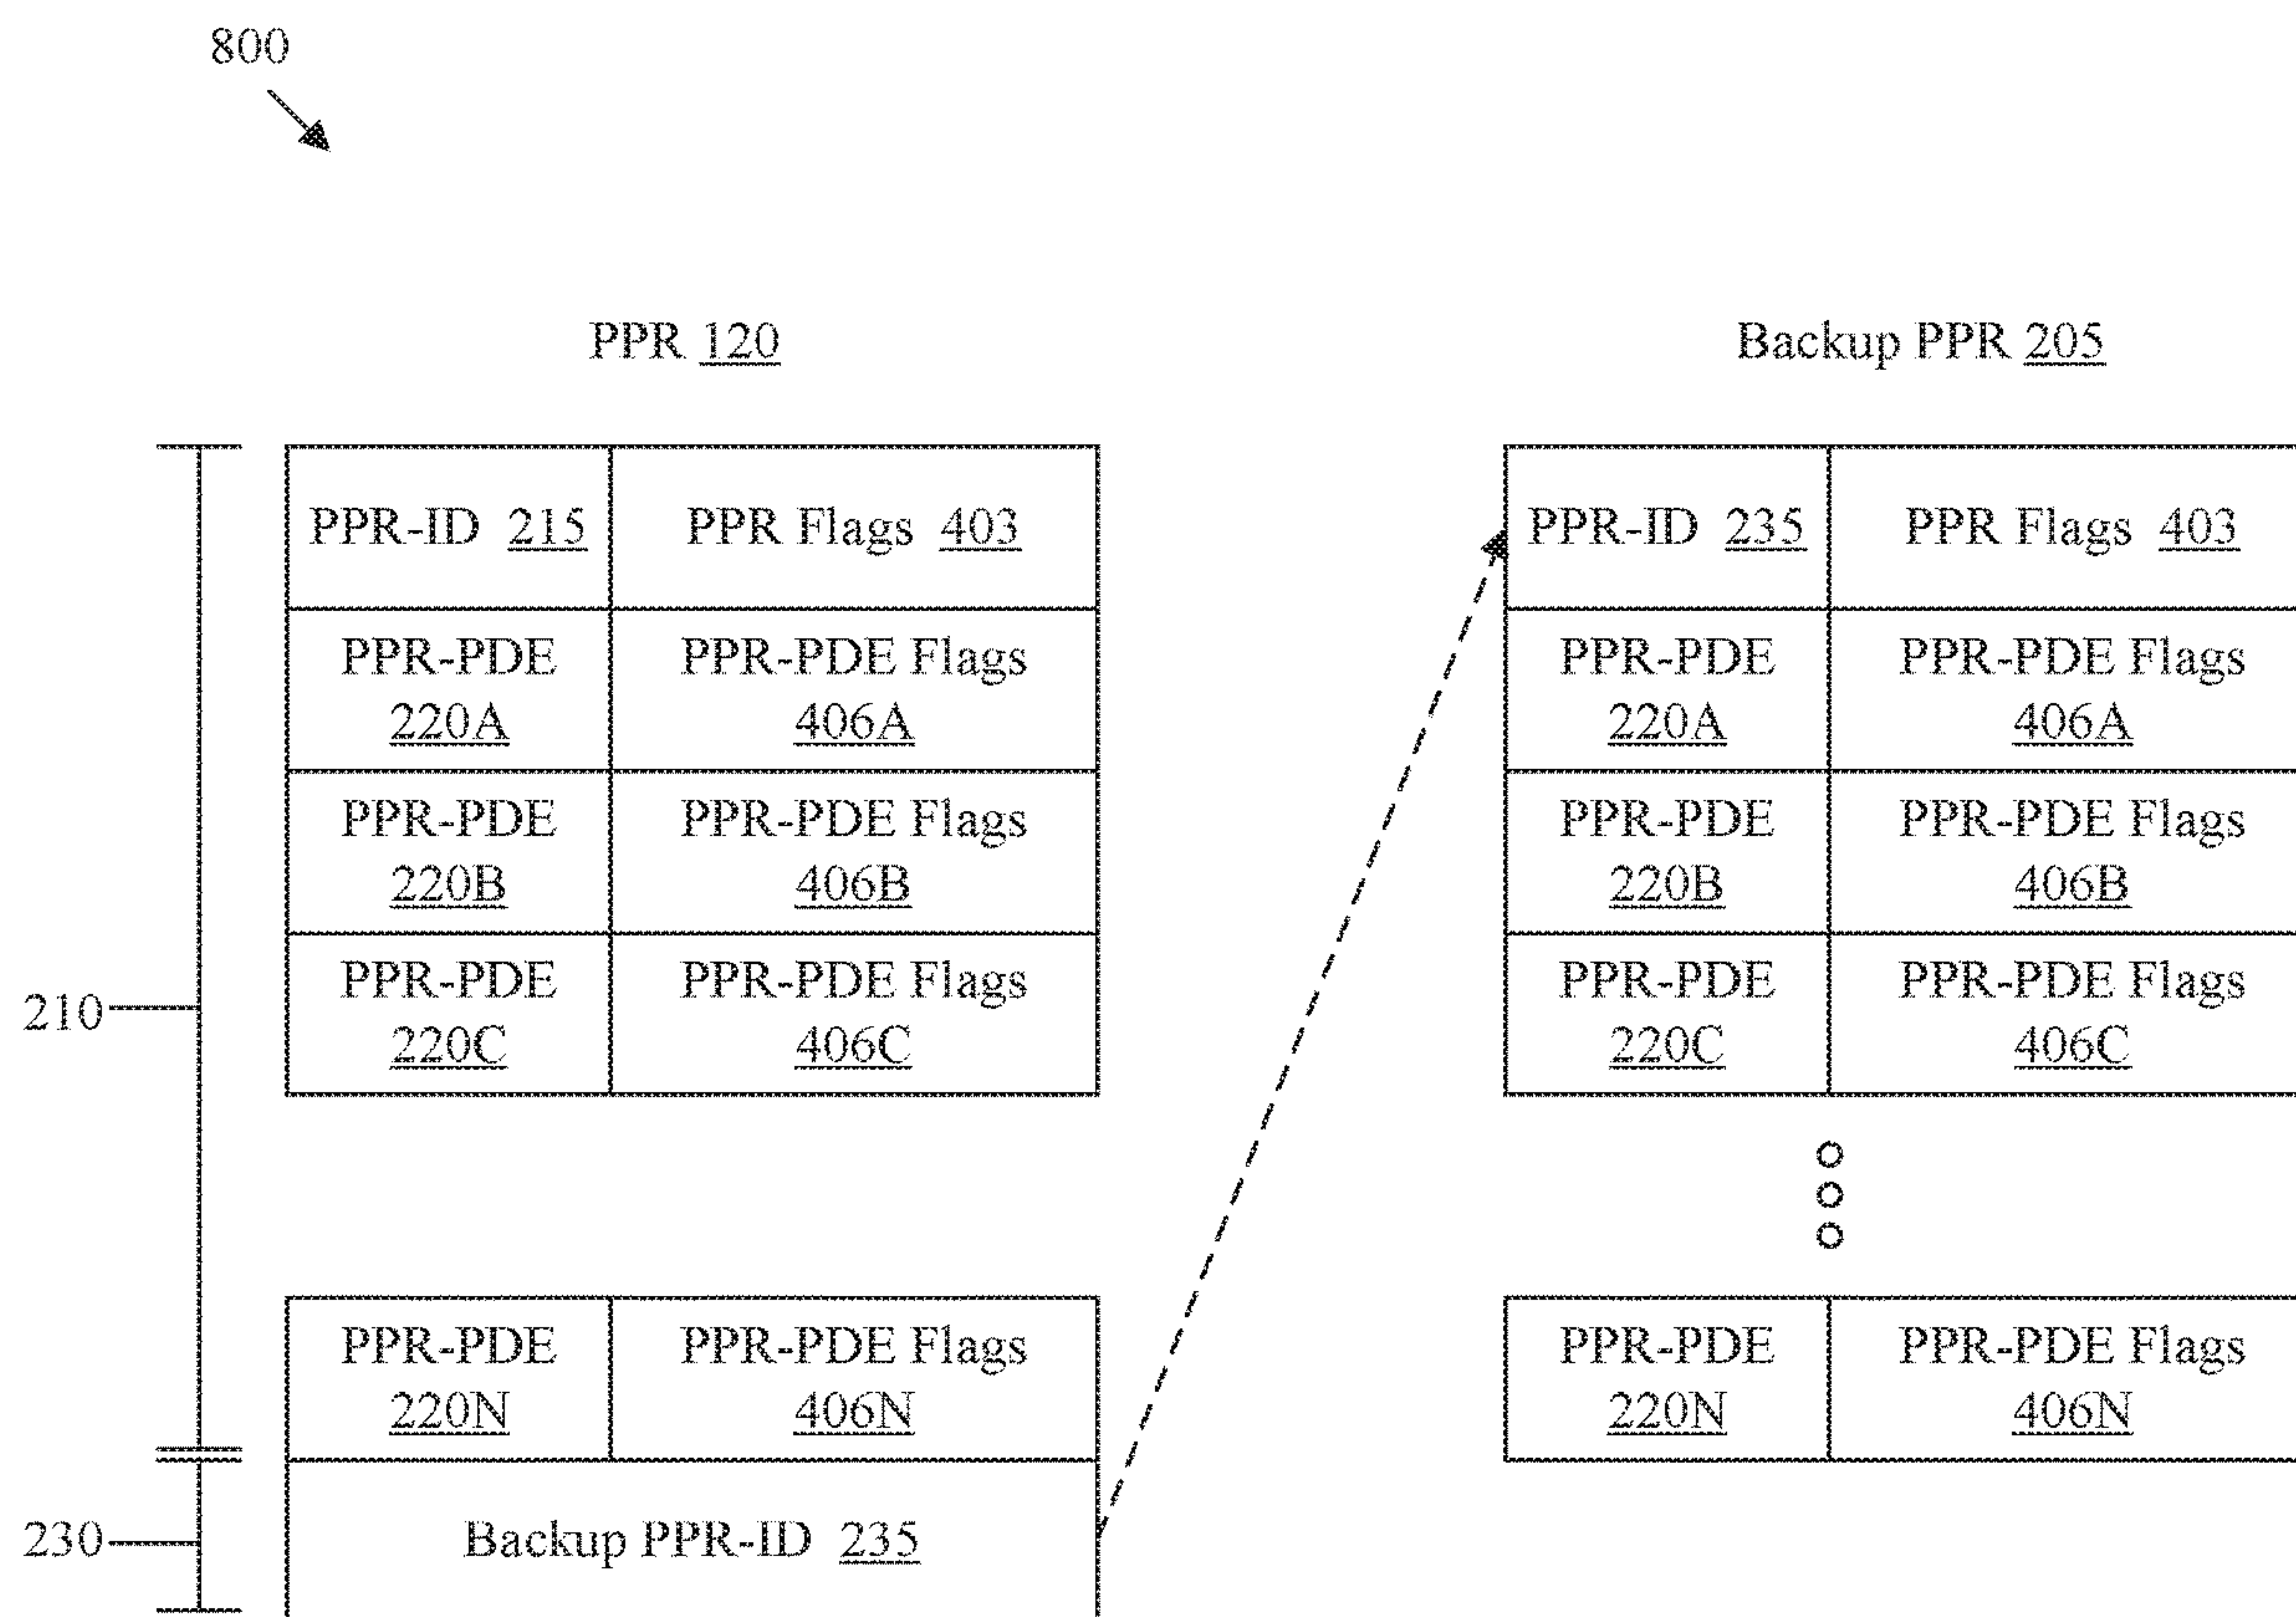 800
PPR 120
Backup PPR 205
PPR-ID 215
PPR Flags 403
PPR-PDE
220A
PPR-PDE Flags
406A
PPR-PDE
220B
PPR-PDE Flags
406B
PPR-PDE
220C
PPR-PDE Flags
406C
210
PPR-PDE
220N
PPR-PDE Flags
406N
230
Backup PPR-ID 235
PPR-ID 235
PPR Flags 403
PPR-PDE
220A
PPR-PDE Flags
406A
PPR-PDE
220B
PPR-PDE Flags
406B
PPR-PDE
220C
PPR-PDE Flags
406C
PPR-PDE
220N
PPR-PDE Flags
406N